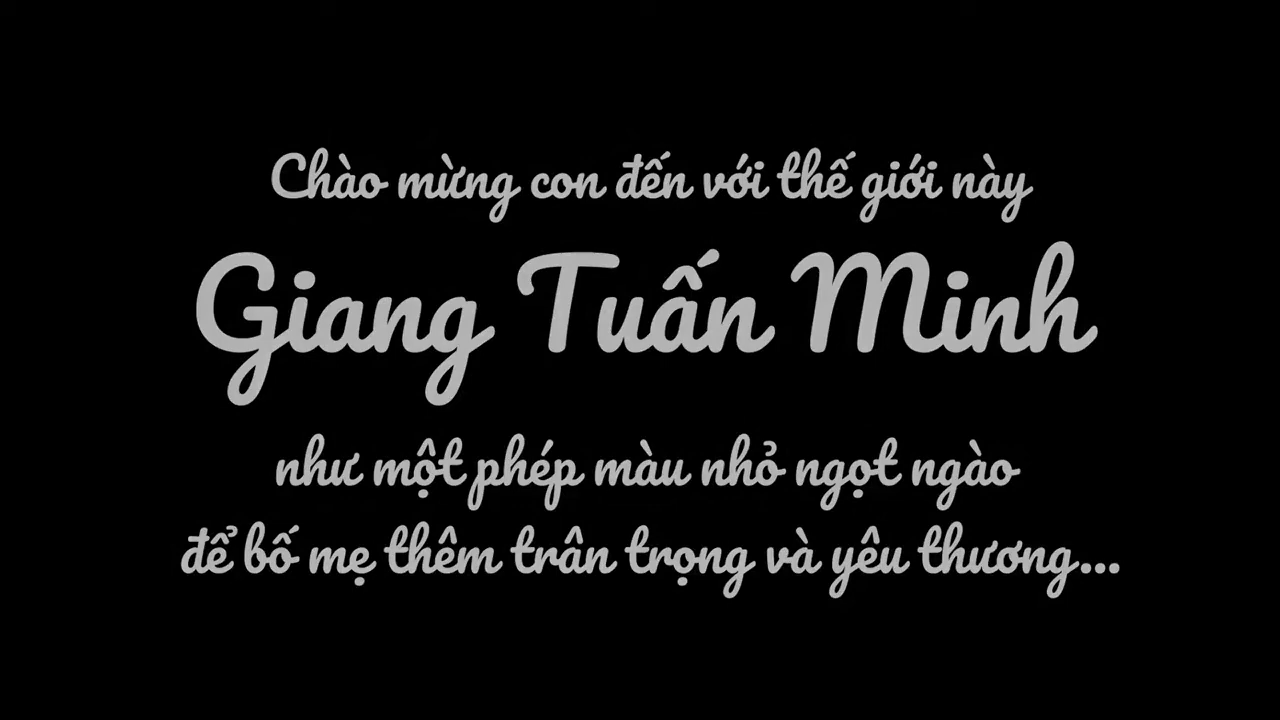 Chào mừng con đến với thế giới này
Giang Tuấn Minh
như một phép màu nhỏ ngọt ngào
để bố mẹ thêm trân trọng và yêu thương...